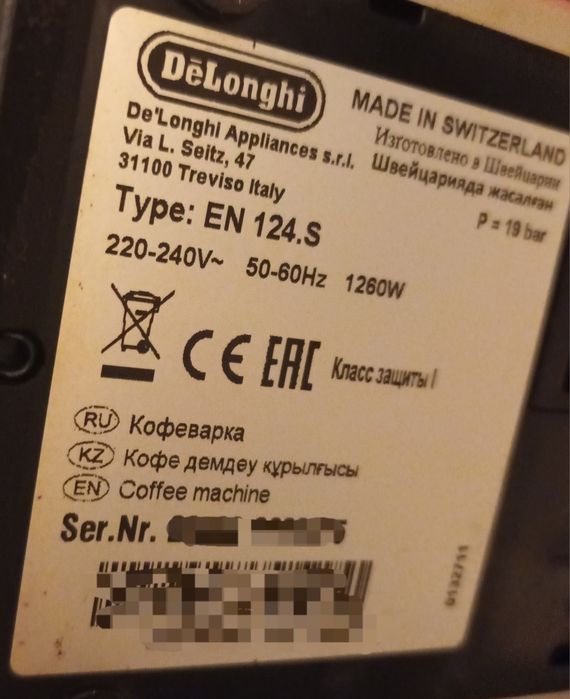 DeLonghi
MADE IN SWITZERLAND
Изготовлено в Швейцарии
Швейцарияда жасалған
De'Longhi Appliances s.r.l.
Via L. Seitz, 47
31100 Treviso Italy
P = 19 bar
Type: EN 124.S
220-240V~ 50-60Hz 1260W
CE EAC Класс защиты I
RU Кофеварка
KZ Кофе демдеу құрылғысы
EN Coffee machine
Ser.Nr.